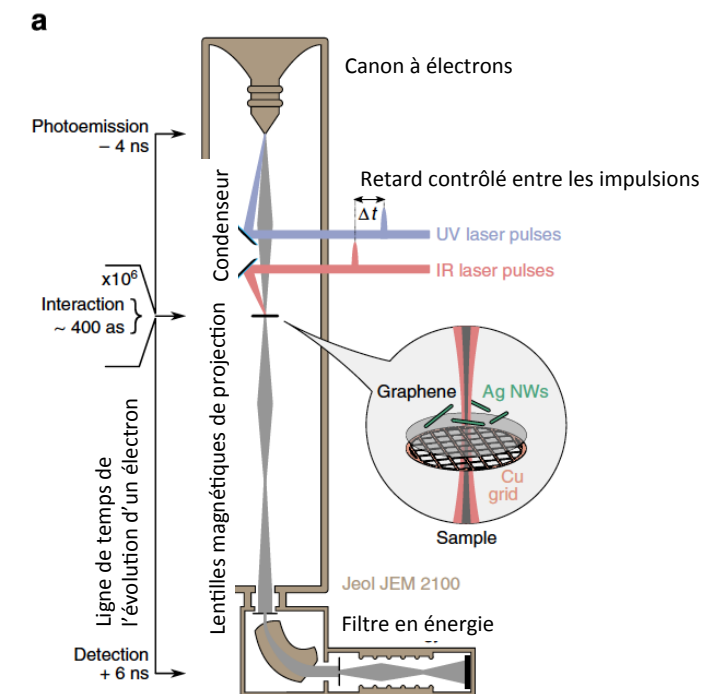 a
Canon à électrons
Photoemission
– 4 ns
Retard contrôlé entre les impulsions
Δt
Condenseur
UV laser pulses
IR laser pulses
x10⁶
Interaction
~ 400 as
Lentilles magnétiques de projection
Graphene
Ag NWs
Cu
grid
Sample
Ligne de temps de
l’évolution d’un électron
Jeol JEM 2100
Filtre en énergie
Detection
+ 6 ns